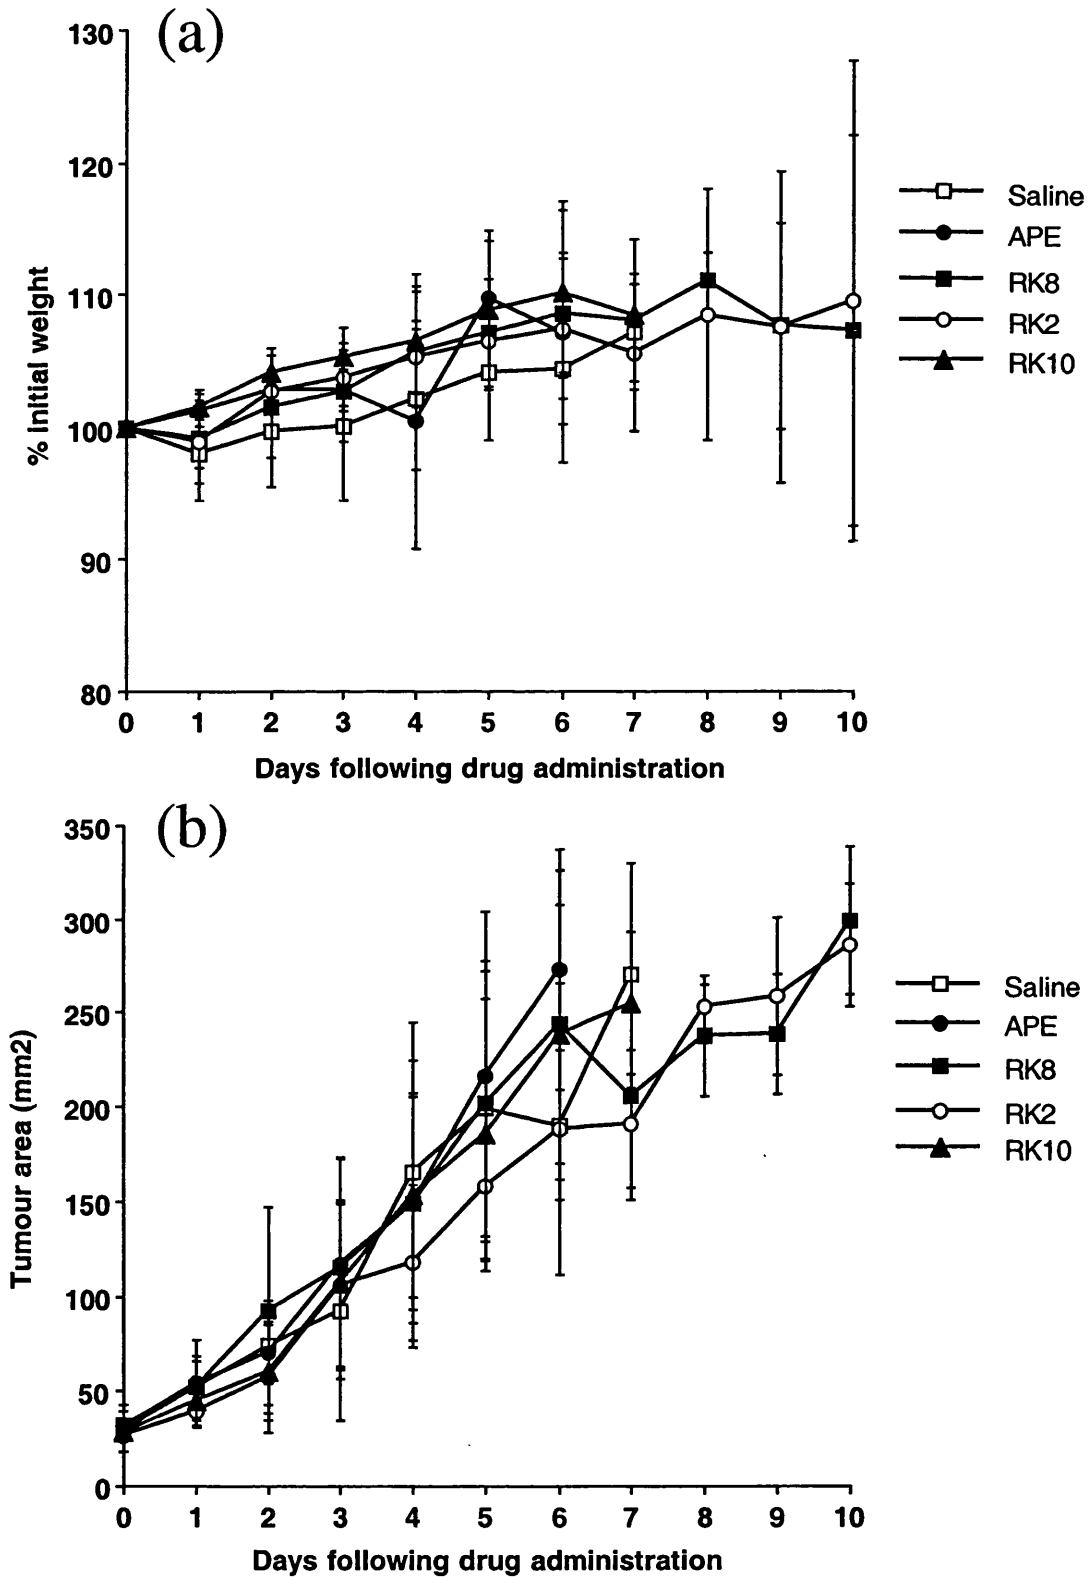 (a)
130
120
110
100
90
80
% initial weight
0 1 2 3 4 5 6 7 8 9 10
Days following drug administration
Saline
APE
RK8
RK2
RK10
(b)
350
300
250
200
150
100
50
0
Tumour area (mm2)
0 1 2 3 4 5 6 7 8 9 10
Days following drug administration
Saline
APE
RK8
RK2
RK10